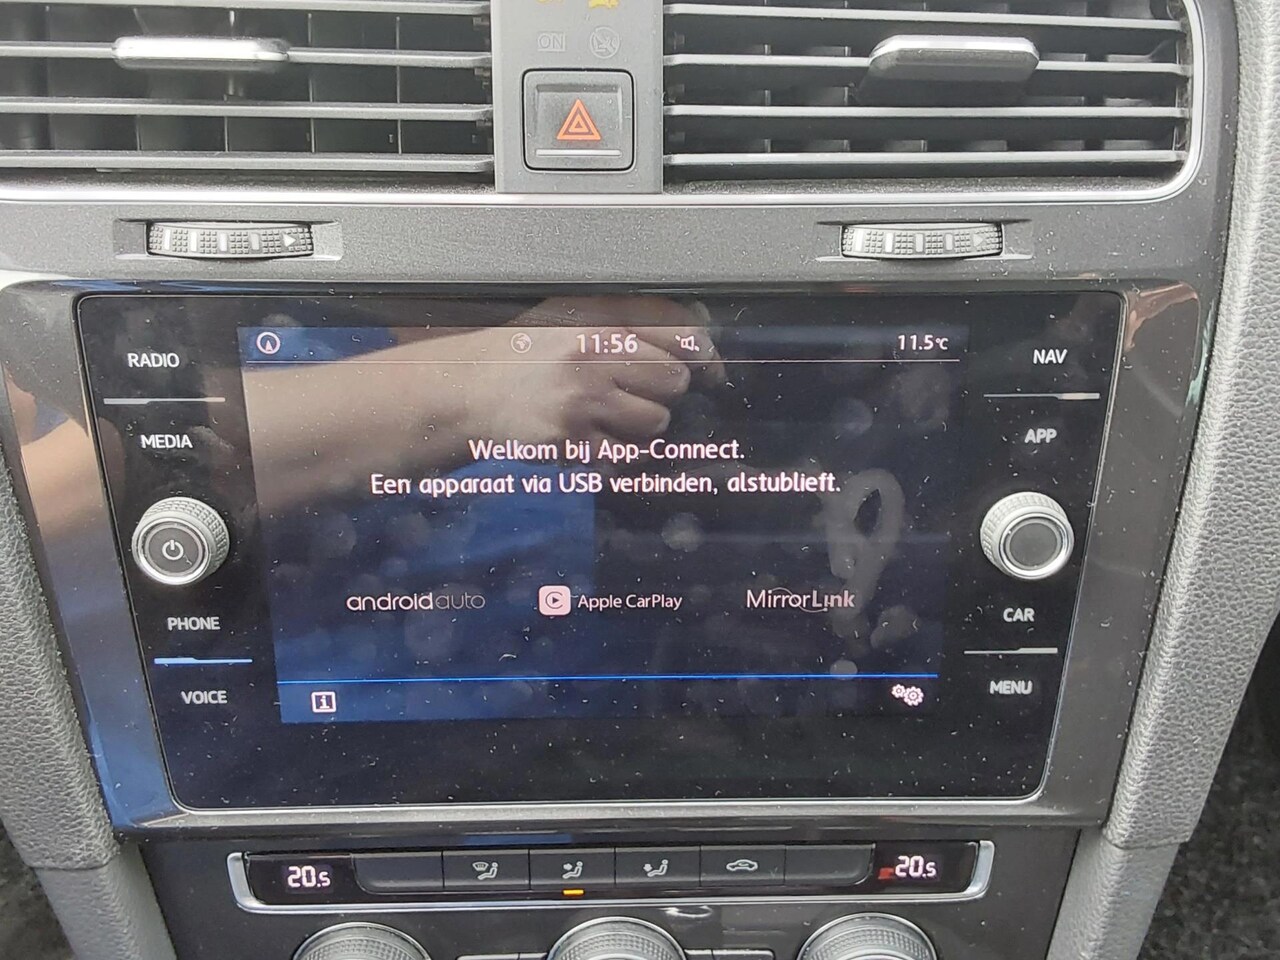 ON
11:56
11.5°C
RADIO
MEDIA
PHONE
VOICE
Welkom bij App-Connect.
Een apparaat via USB verbinden, alstublieft.
androidauto
Apple CarPlay
MirrorLink
i
NAV
APP
CAR
MENU
20.5
20.5